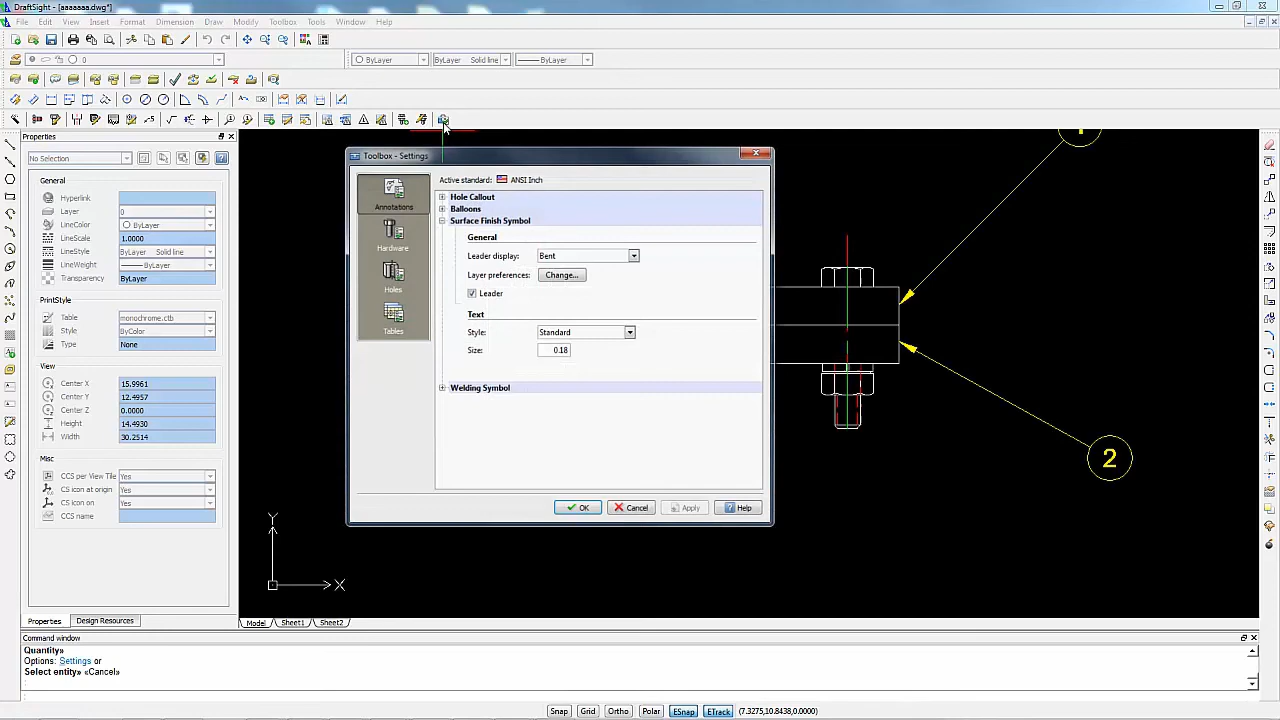 DraftSight - [aaaaaaa.dwg*]
File Edit View Insert Format Dimension Draw Modify Toolbox Tools Window Help
0 ByLayer ByLayer Solid line ByLayer
Properties
No Selection
General
Hyperlink
Layer 0
LineColor ByLayer
LineScale 1.0000
LineStyle ByLayer Solid line
LineWeight ByLayer
Transparency ByLayer
PrintStyle
Table monochrome.ctb
Style ByColor
Type None
View
Center X 15.9961
Center Y 12.4957
Center Z 0.0000
Height 14.4930
Width 30.2514
Misc
CCS per View Tile Yes
CS icon at origin Yes
CS icon on Yes
CCS name
Properties Design Resources
Toolbox - Settings
Active standard: ANSI Inch
Annotations
Hardware
Holes
Tables
Hole Callout
Balloons
Surface Finish Symbol
General
Leader display: Bent
Layer preferences: Change...
Leader
Text
Style: Standard
Size: 0.18
Welding Symbol
OK Cancel Apply Help
1
2
Y
X
Model Sheet1 Sheet2
Command window
Quantity»
Options: Settings or
Select entity» «Cancel»
Snap Grid Ortho Polar ESnap ETrack (7.3275,10.8438,0.0000)